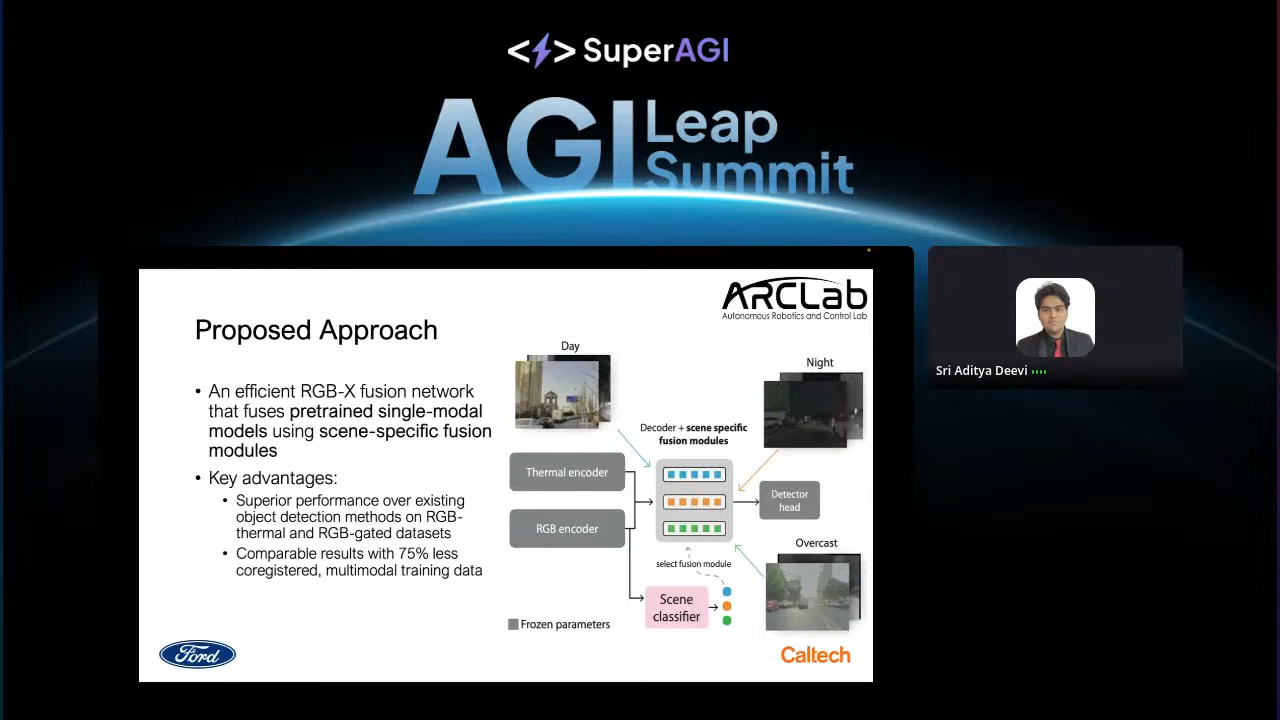 <⚡> SuperAGI
AGI Leap
Summit
ARCLab
Autonomous Robotics and Control Lab
Proposed Approach
• An efficient RGB-X fusion network
that fuses pretrained single-modal
models using scene-specific fusion
modules
• Key advantages:
• Superior performance over existing
object detection methods on RGB-
thermal and RGB-gated datasets
• Comparable results with 75% less
coregistered, multimodal training data
Day
Night
Decoder + scene specific
fusion modules
Thermal encoder
RGB encoder
Detector
head
Overcast
select fusion module
Scene
classifier
Frozen parameters
Ford
Caltech
Sri Aditya Deevi